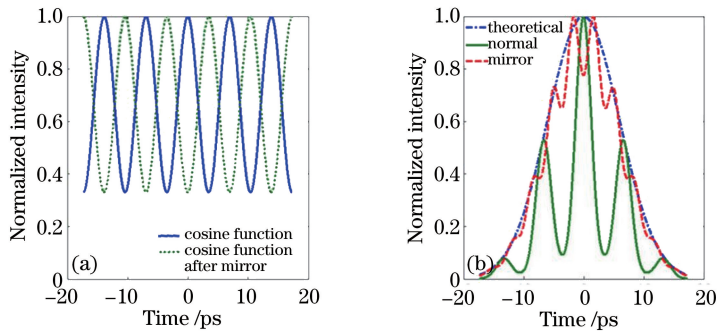 Normalized intensity
1.0
0.8
0.6
0.4
0.2
0
(a)
cosine function
cosine function
after mirror
−20
−10
0
10
20
Time /ps
Normalized intensity
1.0
0.8
0.6
0.4
0.2
0
theoretical
normal
mirror
(b)
−20
−10
0
10
20
Time /ps